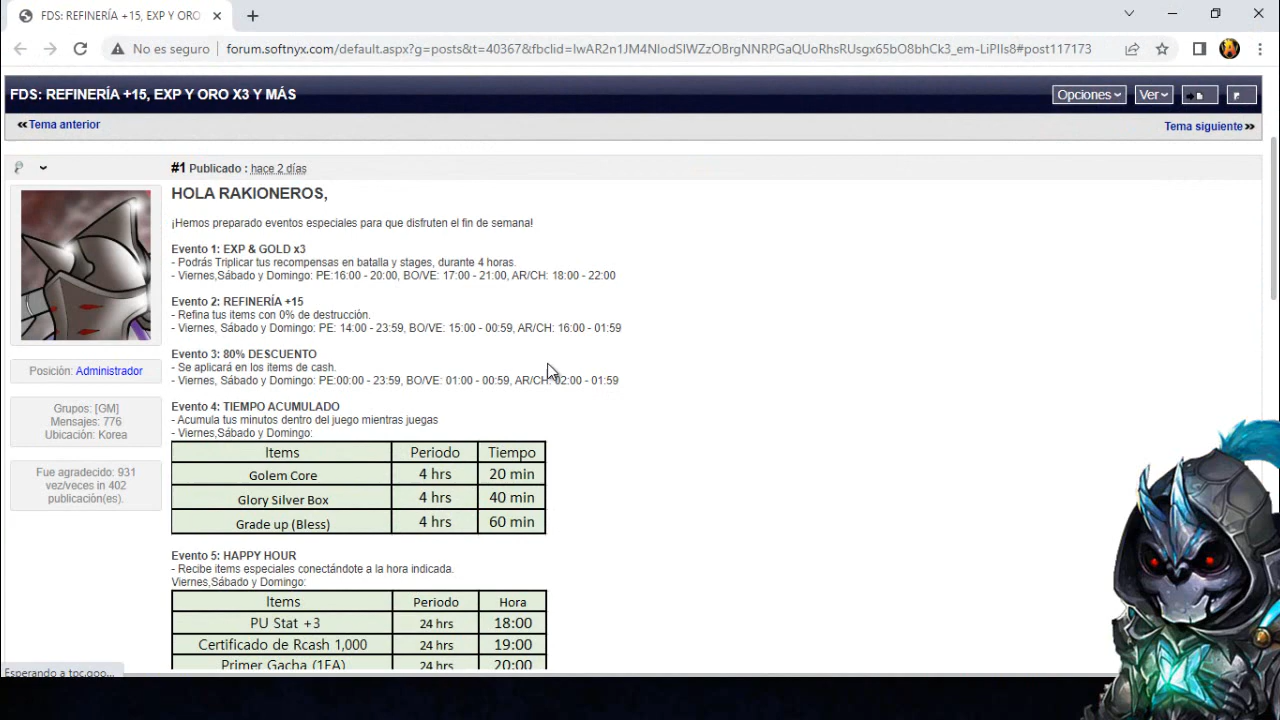 FDS: REFINERÍA +15, EXP Y ORO
No es seguro
forum.softnyx.com/default.aspx?g=posts&t=40367&fbclid=IwAR2n1JM4NlodSIWZzOBrgNNRPGaQUoRhsRUsgx65bO8bhCk3_em-LiPIls8#post117173
FDS: REFINERÍA +15, EXP Y ORO X3 Y MÁS
Opciones Ver
Tema anterior
Tema siguiente
#1 Publicado : hace 2 días
HOLA RAKIONEROS,
¡Hemos preparado eventos especiales para que disfruten el fin de semana!
Evento 1: EXP & GOLD x3
- Podrás Triplicar tus recompensas en batalla y stages, durante 4 horas.
- Viernes,Sábado y Domingo: PE:16:00 - 20:00, BO/VE: 17:00 - 21:00, AR/CH: 18:00 - 22:00
Evento 2: REFINERÍA +15
- Refina tus items con 0% de destrucción.
- Viernes, Sábado y Domingo: PE: 14:00 - 23:59, BO/VE: 15:00 - 00:59, AR/CH: 16:00 - 01:59
Evento 3: 80% DESCUENTO
- Se aplicará en los items de cash.
- Viernes, Sábado y Domingo: PE:00:00 - 23:59, BO/VE: 01:00 - 00:59, AR/CH: 02:00 - 01:59
Posición: Administrador
Grupos: [GM]
Mensajes: 776
Ubicación: Korea
Fue agradecido: 931
vez/veces in 402
publicación(es).
Evento 4: TIEMPO ACUMULADO
- Acumula tus minutos dentro del juego mientras juegas
- Viernes,Sábado y Domingo:
Items Periodo Tiempo
Golem Core 4 hrs 20 min
Glory Silver Box 4 hrs 40 min
Grade up (Bless) 4 hrs 60 min
Evento 5: HAPPY HOUR
- Recibe items especiales conectándote a la hora indicada.
Viernes,Sábado y Domingo:
Items Periodo Hora
PU Stat +3 24 hrs 18:00
Certificado de Rcash 1,000 24 hrs 19:00
Primer Gacha (1EA) 24 hrs 20:00
Esperando a tpc.goo...